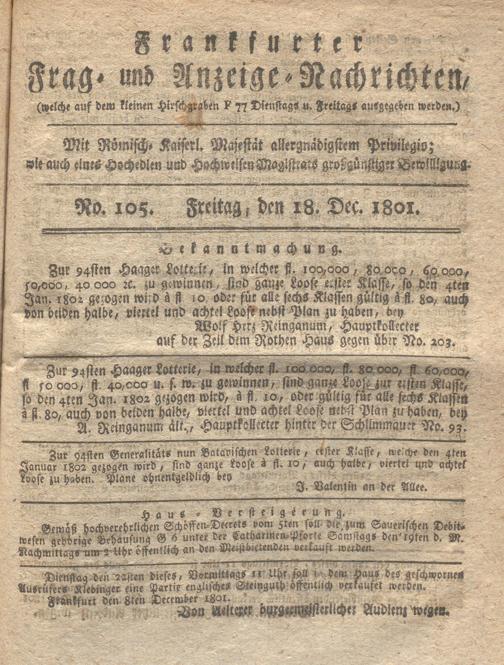 Frankfurter
Frag- und Anzeige-Nachrichten,
(welche auf dem kleinen Hirschgraben F 77 Dienstags u. Freitags ausgegeben werden.)
Mit Römisch- Kaiserl. Majestät allergnädigstem Privilegio;
wie auch eines Hochedlen und Hochweisen Magistrats großgünstiger Bewilligung.
No. 105. Freitag, den 18. Dec. 1801.
Bekanntmachung.
Zur 94sten Haager Lotterie, in welcher fl. 100,000, 80,000, 60,000,
50,000, 40 000 ꝛc. zu gewinnen, sind ganze Loose erster Klasse, so den 4ten
Jan. 1802 gezogen wird à fl 10. oder für alle sechs Klassen gültig à fl. 80, auch
von beiden halbe, viertel und achtel Loose nebst Plan zu haben, bey
Wolf Herz Reinganum, Hauptkollecter
auf der Zeil dem Rothen Haus gegen über No. 203.
Zur 94sten Haager Lotterie, in welcher fl. 100,000, fl. 80,000, fl. 60,000,
fl 50 000, fl. 40,000 u. s. w. zu gewinnen, sind ganze Loose zur ersten Klasse,
so den 4ten Jan. 1802 gezogen wird, à fl. 10, oder gültig für alle sechs Klassen
à fl. 80, auch von beiden halbe, viertel und achtel Loose nebst Plan zu haben, bey
A. Reinganum ält., Hauptkollecter hinter der Schlimmauer No. 93.
Zur 94sten Generalitäts nun Batavischen Lotterie, erster Klasse, welche den 4ten
Januar 1802 gezogen wird, sind ganze Loose à fl. 10, auch halbe, viertel und achtel
Loose zu haben. Plane ohnentgeldlich bey
J. Valentin an der Allee.
Haus-Versteigerung.
Gemäß hochverehrlichen Schöffen-Decrets vom 5ten soll die zum Sauerischen Debit-
wesen gehörige Behausung G 6 unter der Catharinen-Pforte Samstags den 19ten d. M.
Nachmittags um 2 Uhr öffentlich an den Meistbietenden verkauft werden.
Dienstag den 22sten dieses, Vormittags 11 Uhr soll in dem Haus des geschwornen
Ausrufers Klebinger eine Partie englisches Steinguth öffentlich verkaufet werden.
Frankfurt den 8ten December 1801.
Von Aelterer burgermeisterlicher Audienz wegen.